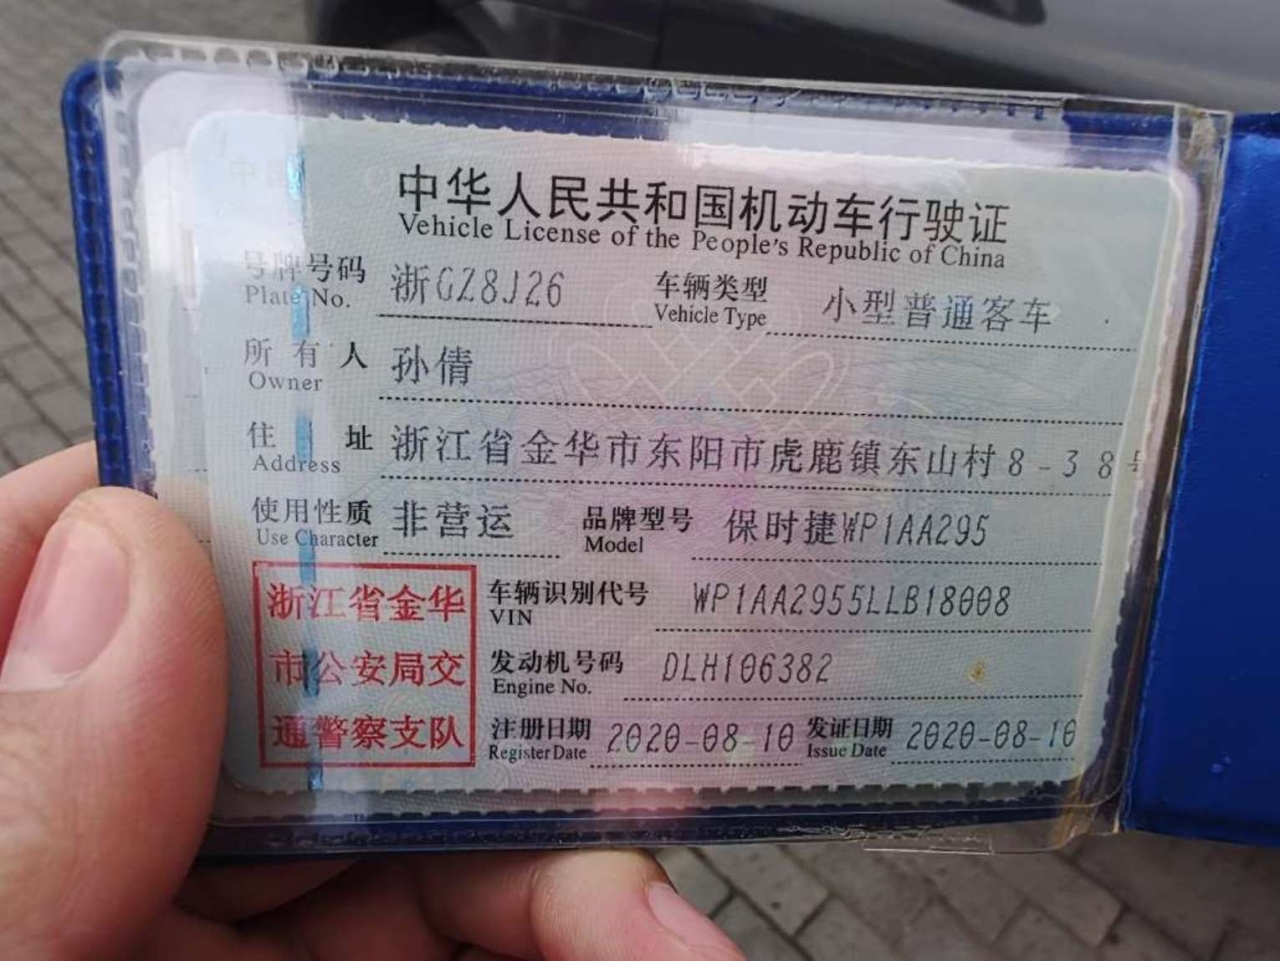 中华人民共和国机动车行驶证
Vehicle License of the People's Republic of China
号牌号码 浙GZ8J26 车辆类型 小型普通客车
Plate No. Vehicle Type
所有人 孙倩
Owner
住址 浙江省金华市东阳市虎鹿镇东山村8-38号
Address
使用性质 非营运 品牌型号 保时捷WP1AA295
Use Character Model
浙江省金华 车辆识别代号 WP1AA2955LLB18008
VIN
市公安局交 发动机号码 DLH106382
Engine No.
通警察支队 注册日期 2020-08-10 发证日期 2020-08-10
Register Date Issue Date